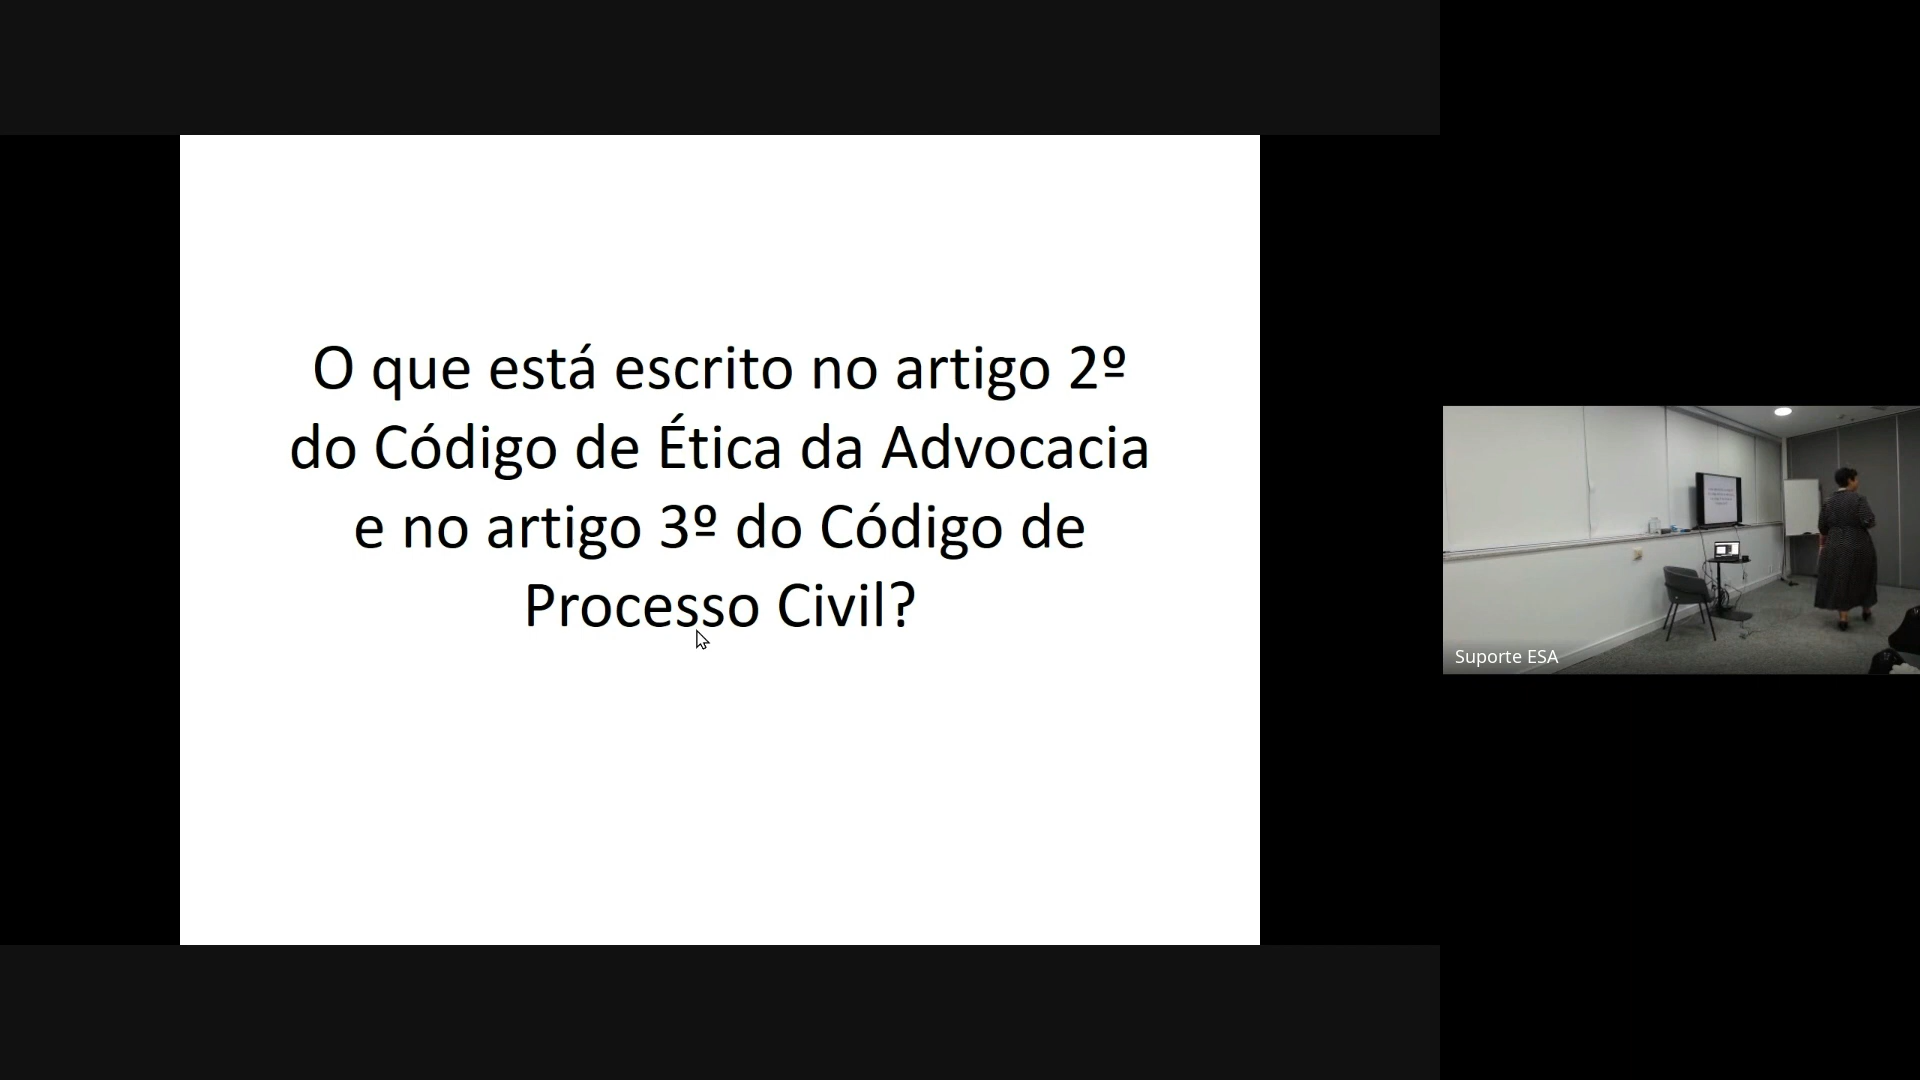 O que está escrito no artigo 2º
do Código de Ética da Advocacia
e no artigo 3º do Código de
Processo Civil?
Suporte ESA